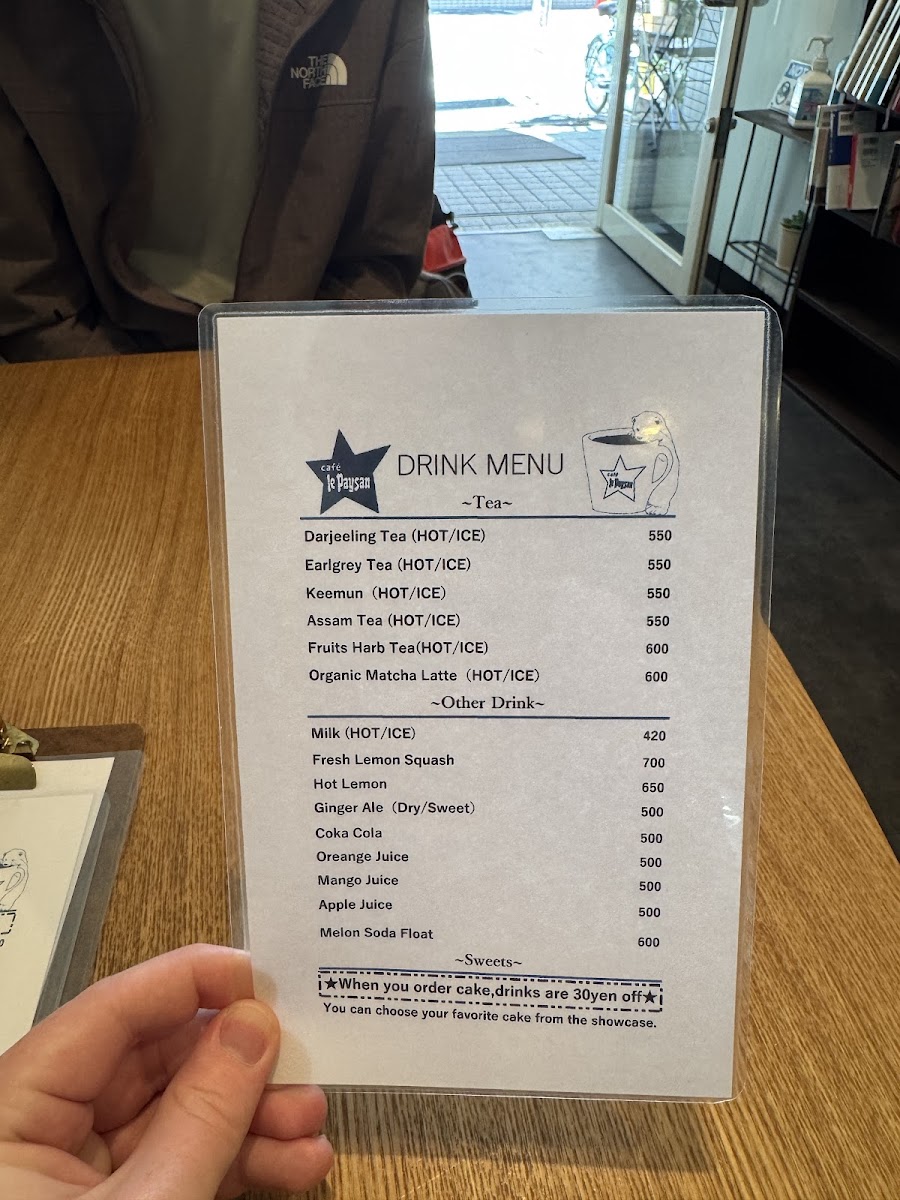 THE
NORTH
FACE
café
le Paysan
DRINK MENU
café
le Paysan
~Tea~
Darjeeling Tea (HOT/ICE) 550
Earlgrey Tea (HOT/ICE) 550
Keemun (HOT/ICE) 550
Assam Tea (HOT/ICE) 550
Fruits Harb Tea(HOT/ICE) 600
Organic Matcha Latte (HOT/ICE) 600
~Other Drink~
Milk (HOT/ICE) 420
Fresh Lemon Squash 700
Hot Lemon 650
Ginger Ale (Dry/Sweet) 500
Coka Cola 500
Oreange Juice 500
Mango Juice 500
Apple Juice 500
Melon Soda Float 600
~Sweets~
★When you order cake,drinks are 30yen off★
You can choose your favorite cake from the showcase.